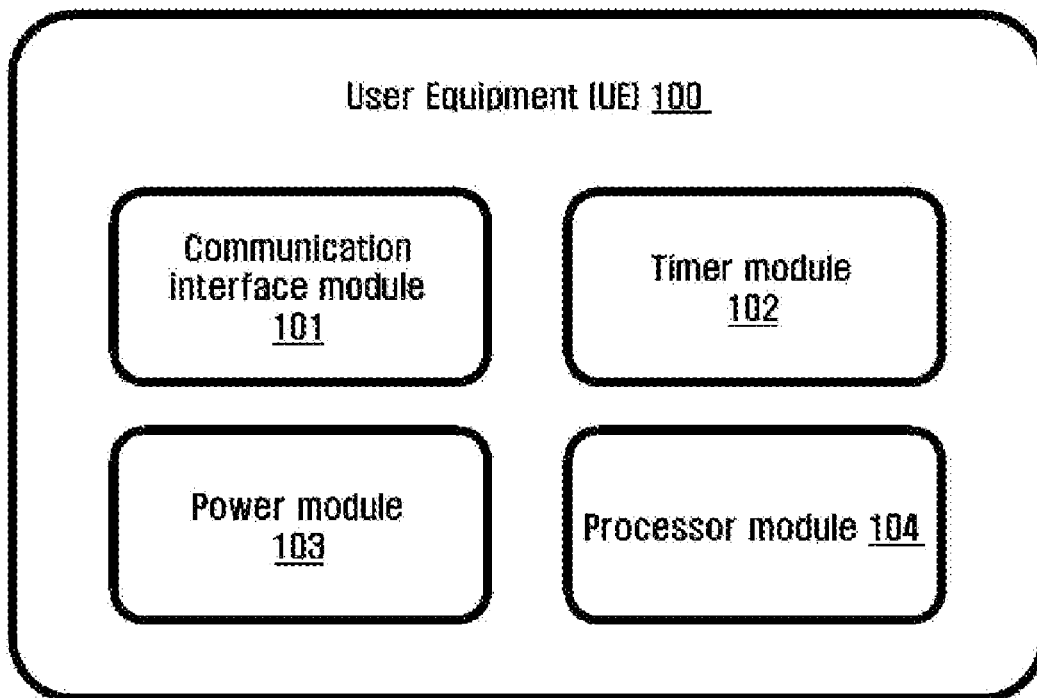 User Equipment (UE) 100
Communication
interface module
101
Timer module
102
Power module
103
Processor module 104